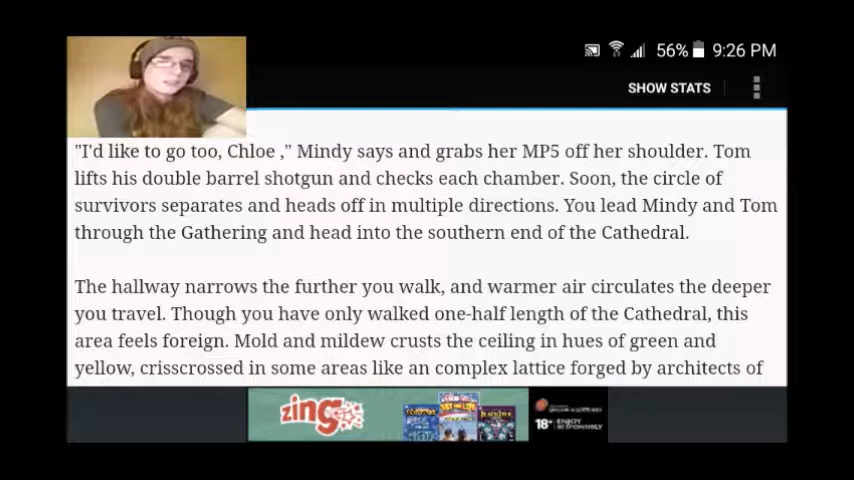 56% 9:26 PM
SHOW STATS
"I'd like to go too, Chloe ," Mindy says and grabs her MP5 off her shoulder. Tom
lifts his double barrel shotgun and checks each chamber. Soon, the circle of
survivors separates and heads off in multiple directions. You lead Mindy and Tom
through the Gathering and head into the southern end of the Cathedral.
The hallway narrows the further you walk, and warmer air circulates the deeper
you travel. Though you have only walked one-half length of the Cathedral, this
area feels foreign. Mold and mildew crusts the ceiling in hues of green and
yellow, crisscrossed in some areas like an complex lattice forged by architects of
zing
18+ ENJOY
RESPONSIBLY